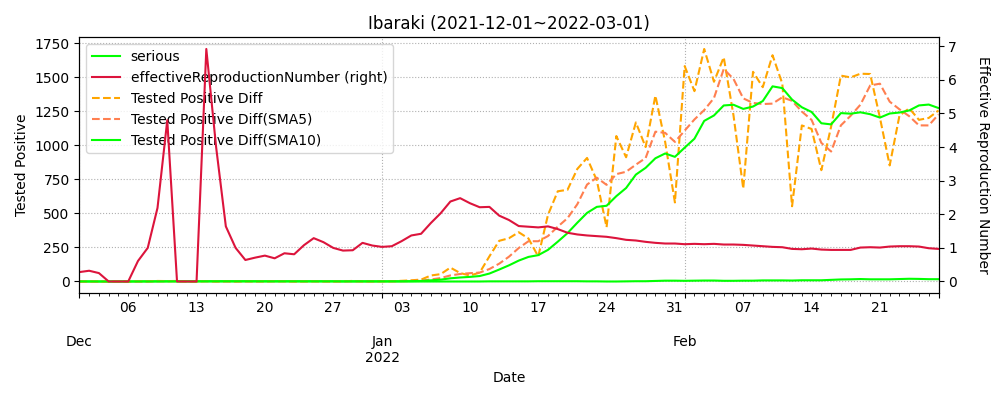 Ibaraki (2021-12-01~2022-03-01)
serious
effectiveReproductionNumber (right)
Tested Positive Diff
Tested Positive Diff(SMA5)
Tested Positive Diff(SMA10)
Tested Positive
1750
1500
1250
1000
750
500
250
0
7
6
5
4
3
2
1
0
Effective Reproduction Number
06 13 20 27 03 10 17 24 31 07 14 21
Dec Jan Feb
2022
Date